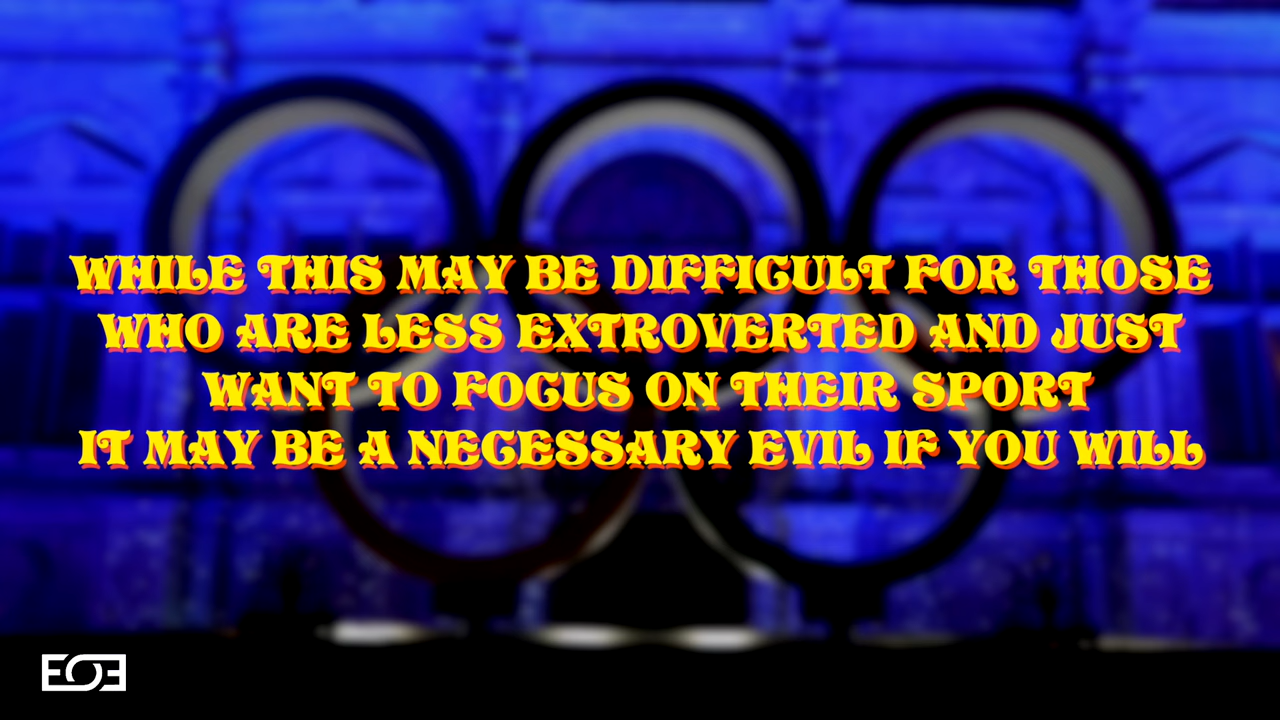 WHILE THIS MAY BE DIFFICULT FOR THOSE
WHO ARE LESS EXTROVERTED AND JUST
WANT TO FOCUS ON THEIR SPORT
IT MAY BE A NECESSARY EVIL IF YOU WILL